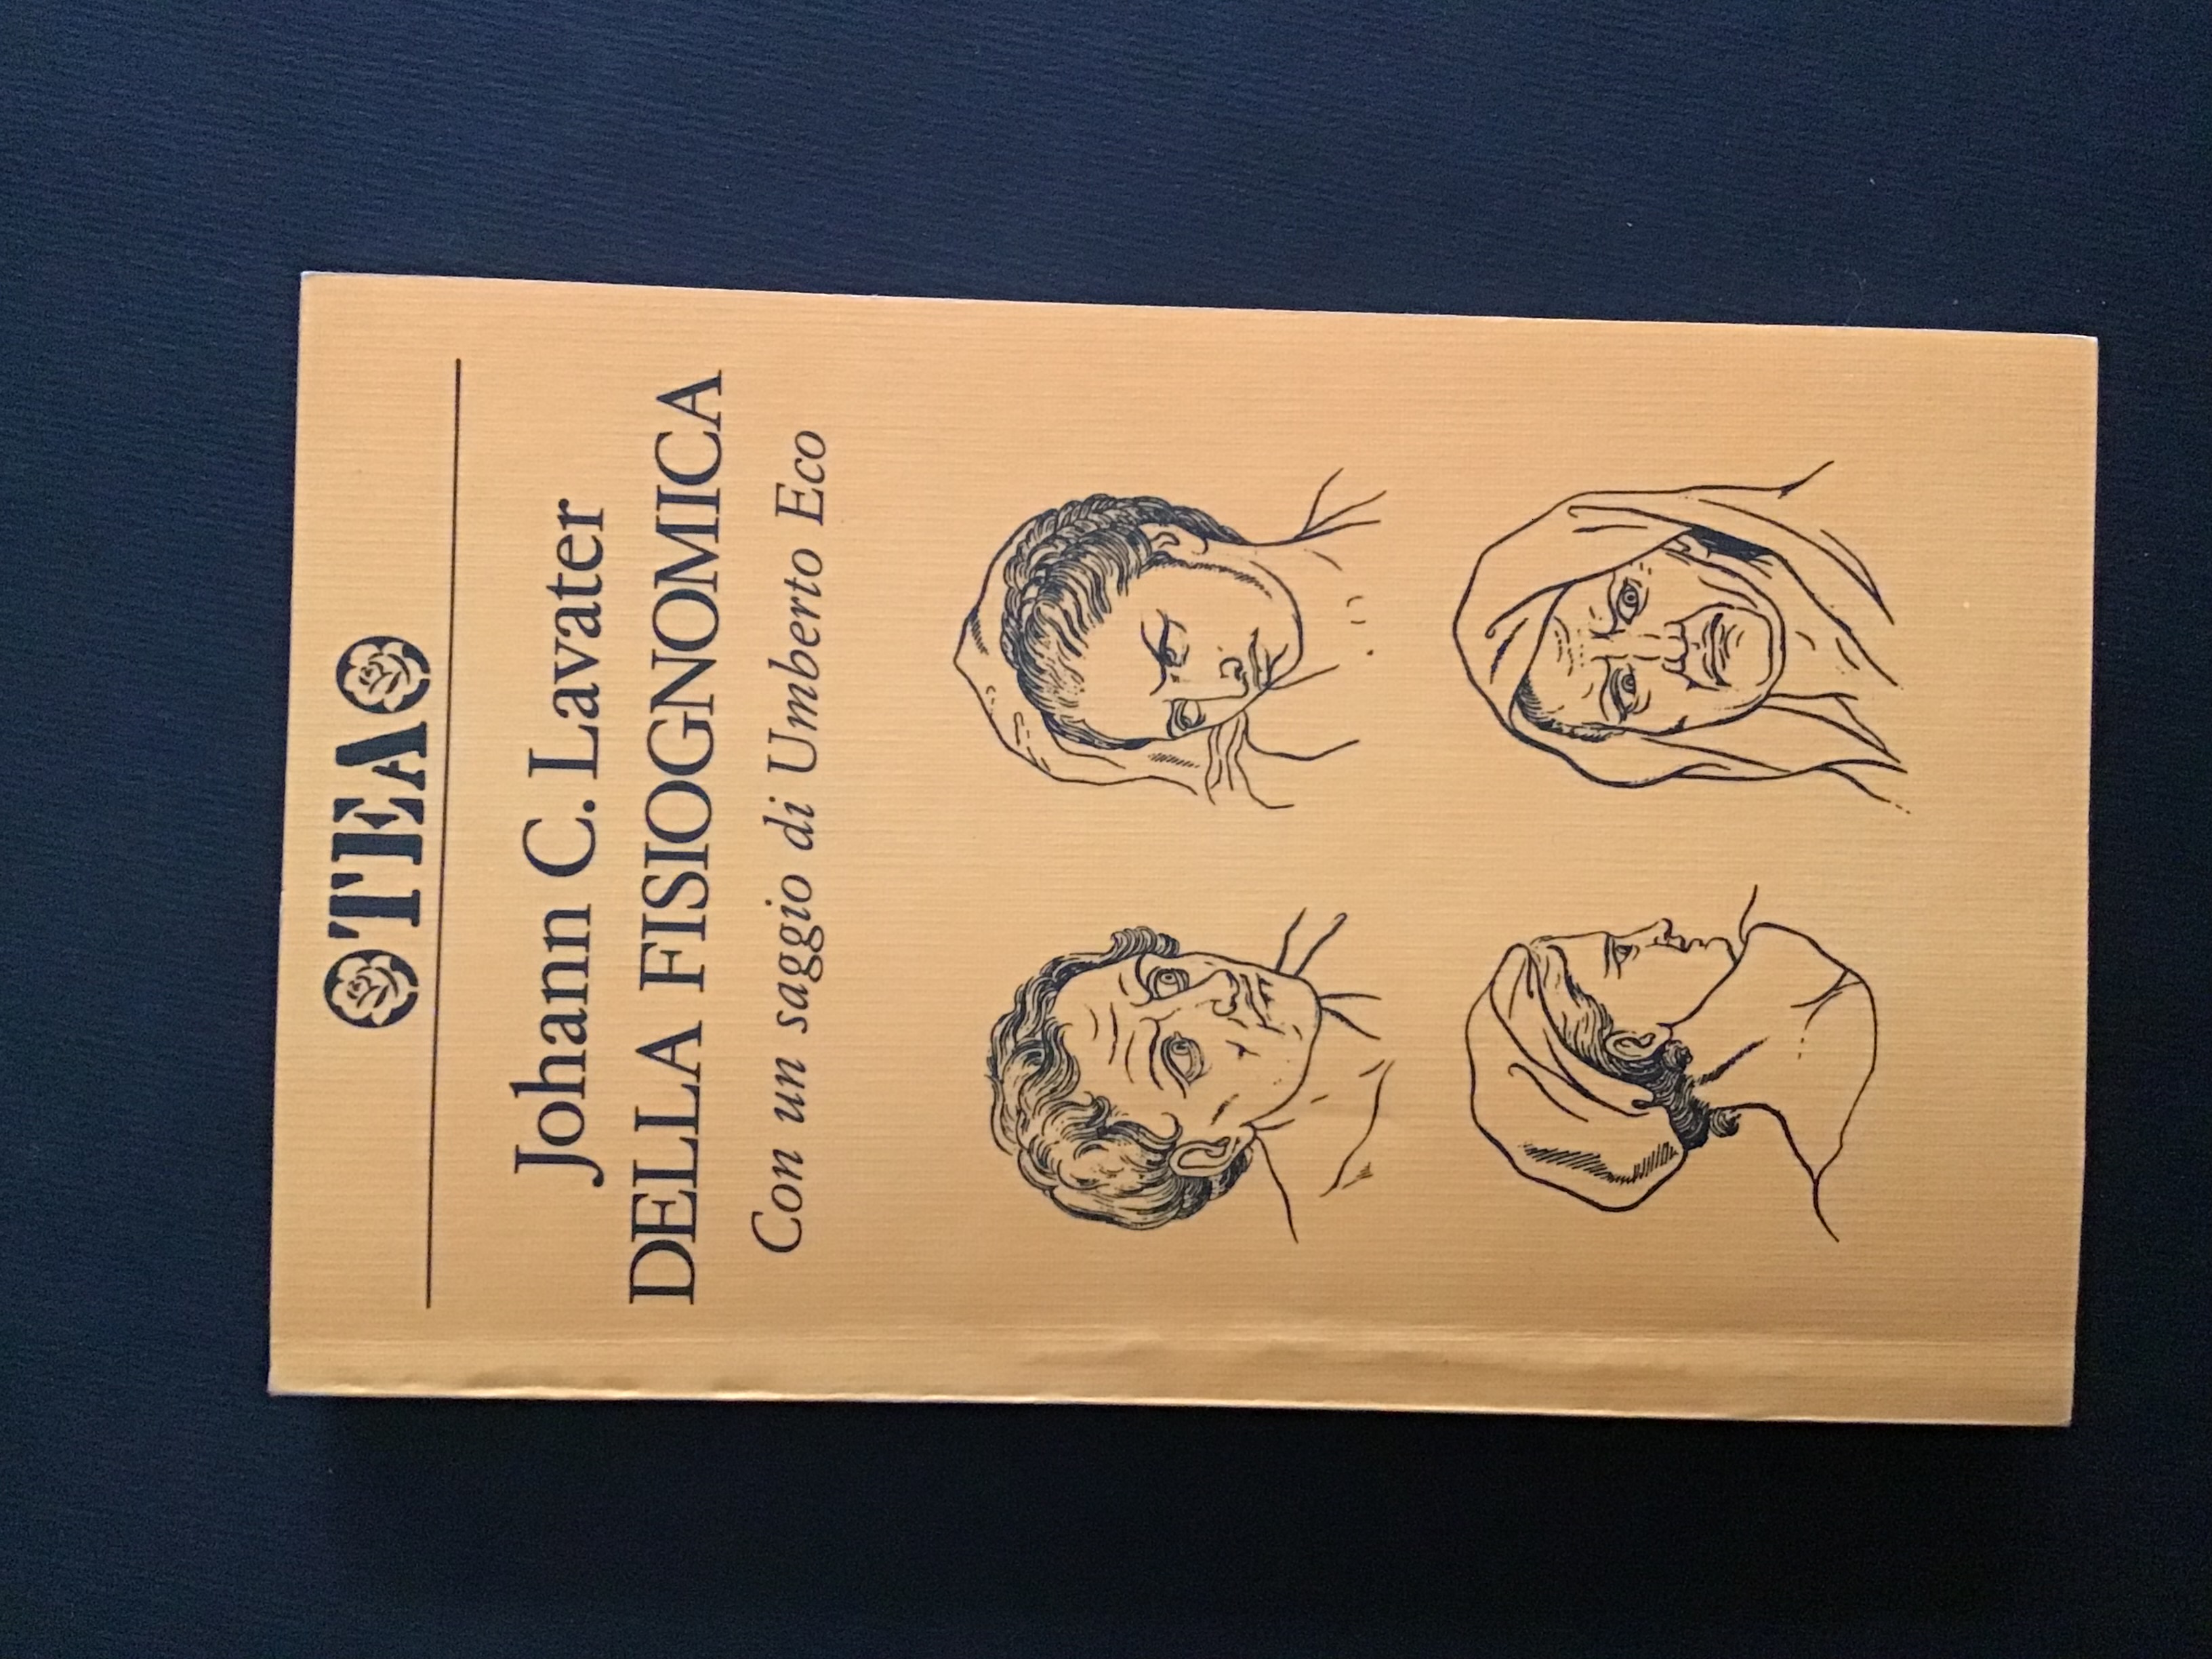 TEA
Johann C. Lavater
DELLA FISIOGNOMICA
Con un saggio di Umberto Eco